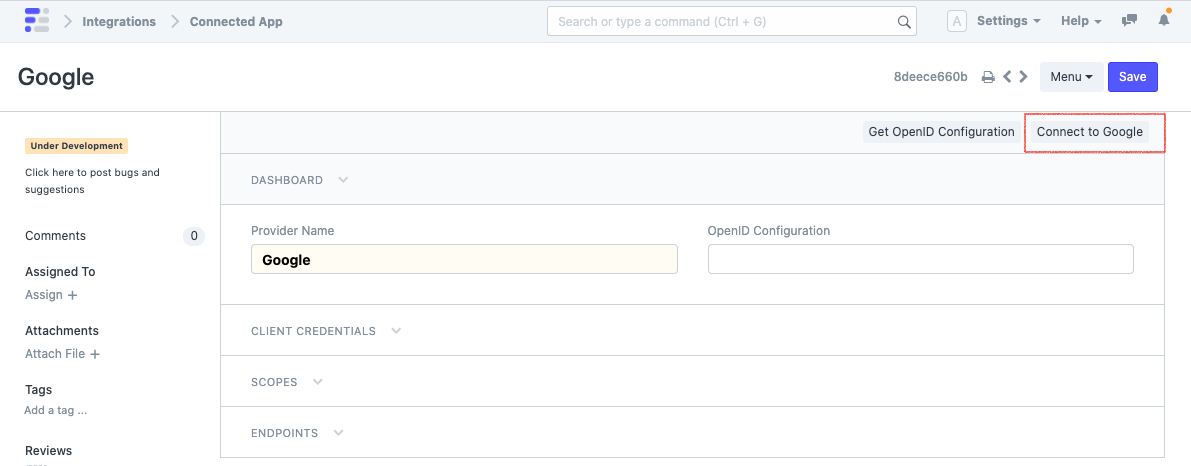 Integrations
Connected App
Search or type a command (Ctrl + G)
A
Settings
Help
Google
8deece660b
Menu
Save
Under Development
Click here to post bugs and
suggestions
Comments
0
Assigned To
Assign +
Attachments
Attach File +
Tags
Add a tag ...
Reviews
Get OpenID Configuration
Connect to Google
DASHBOARD
Provider Name
Google
OpenID Configuration
CLIENT CREDENTIALS
SCOPES
ENDPOINTS